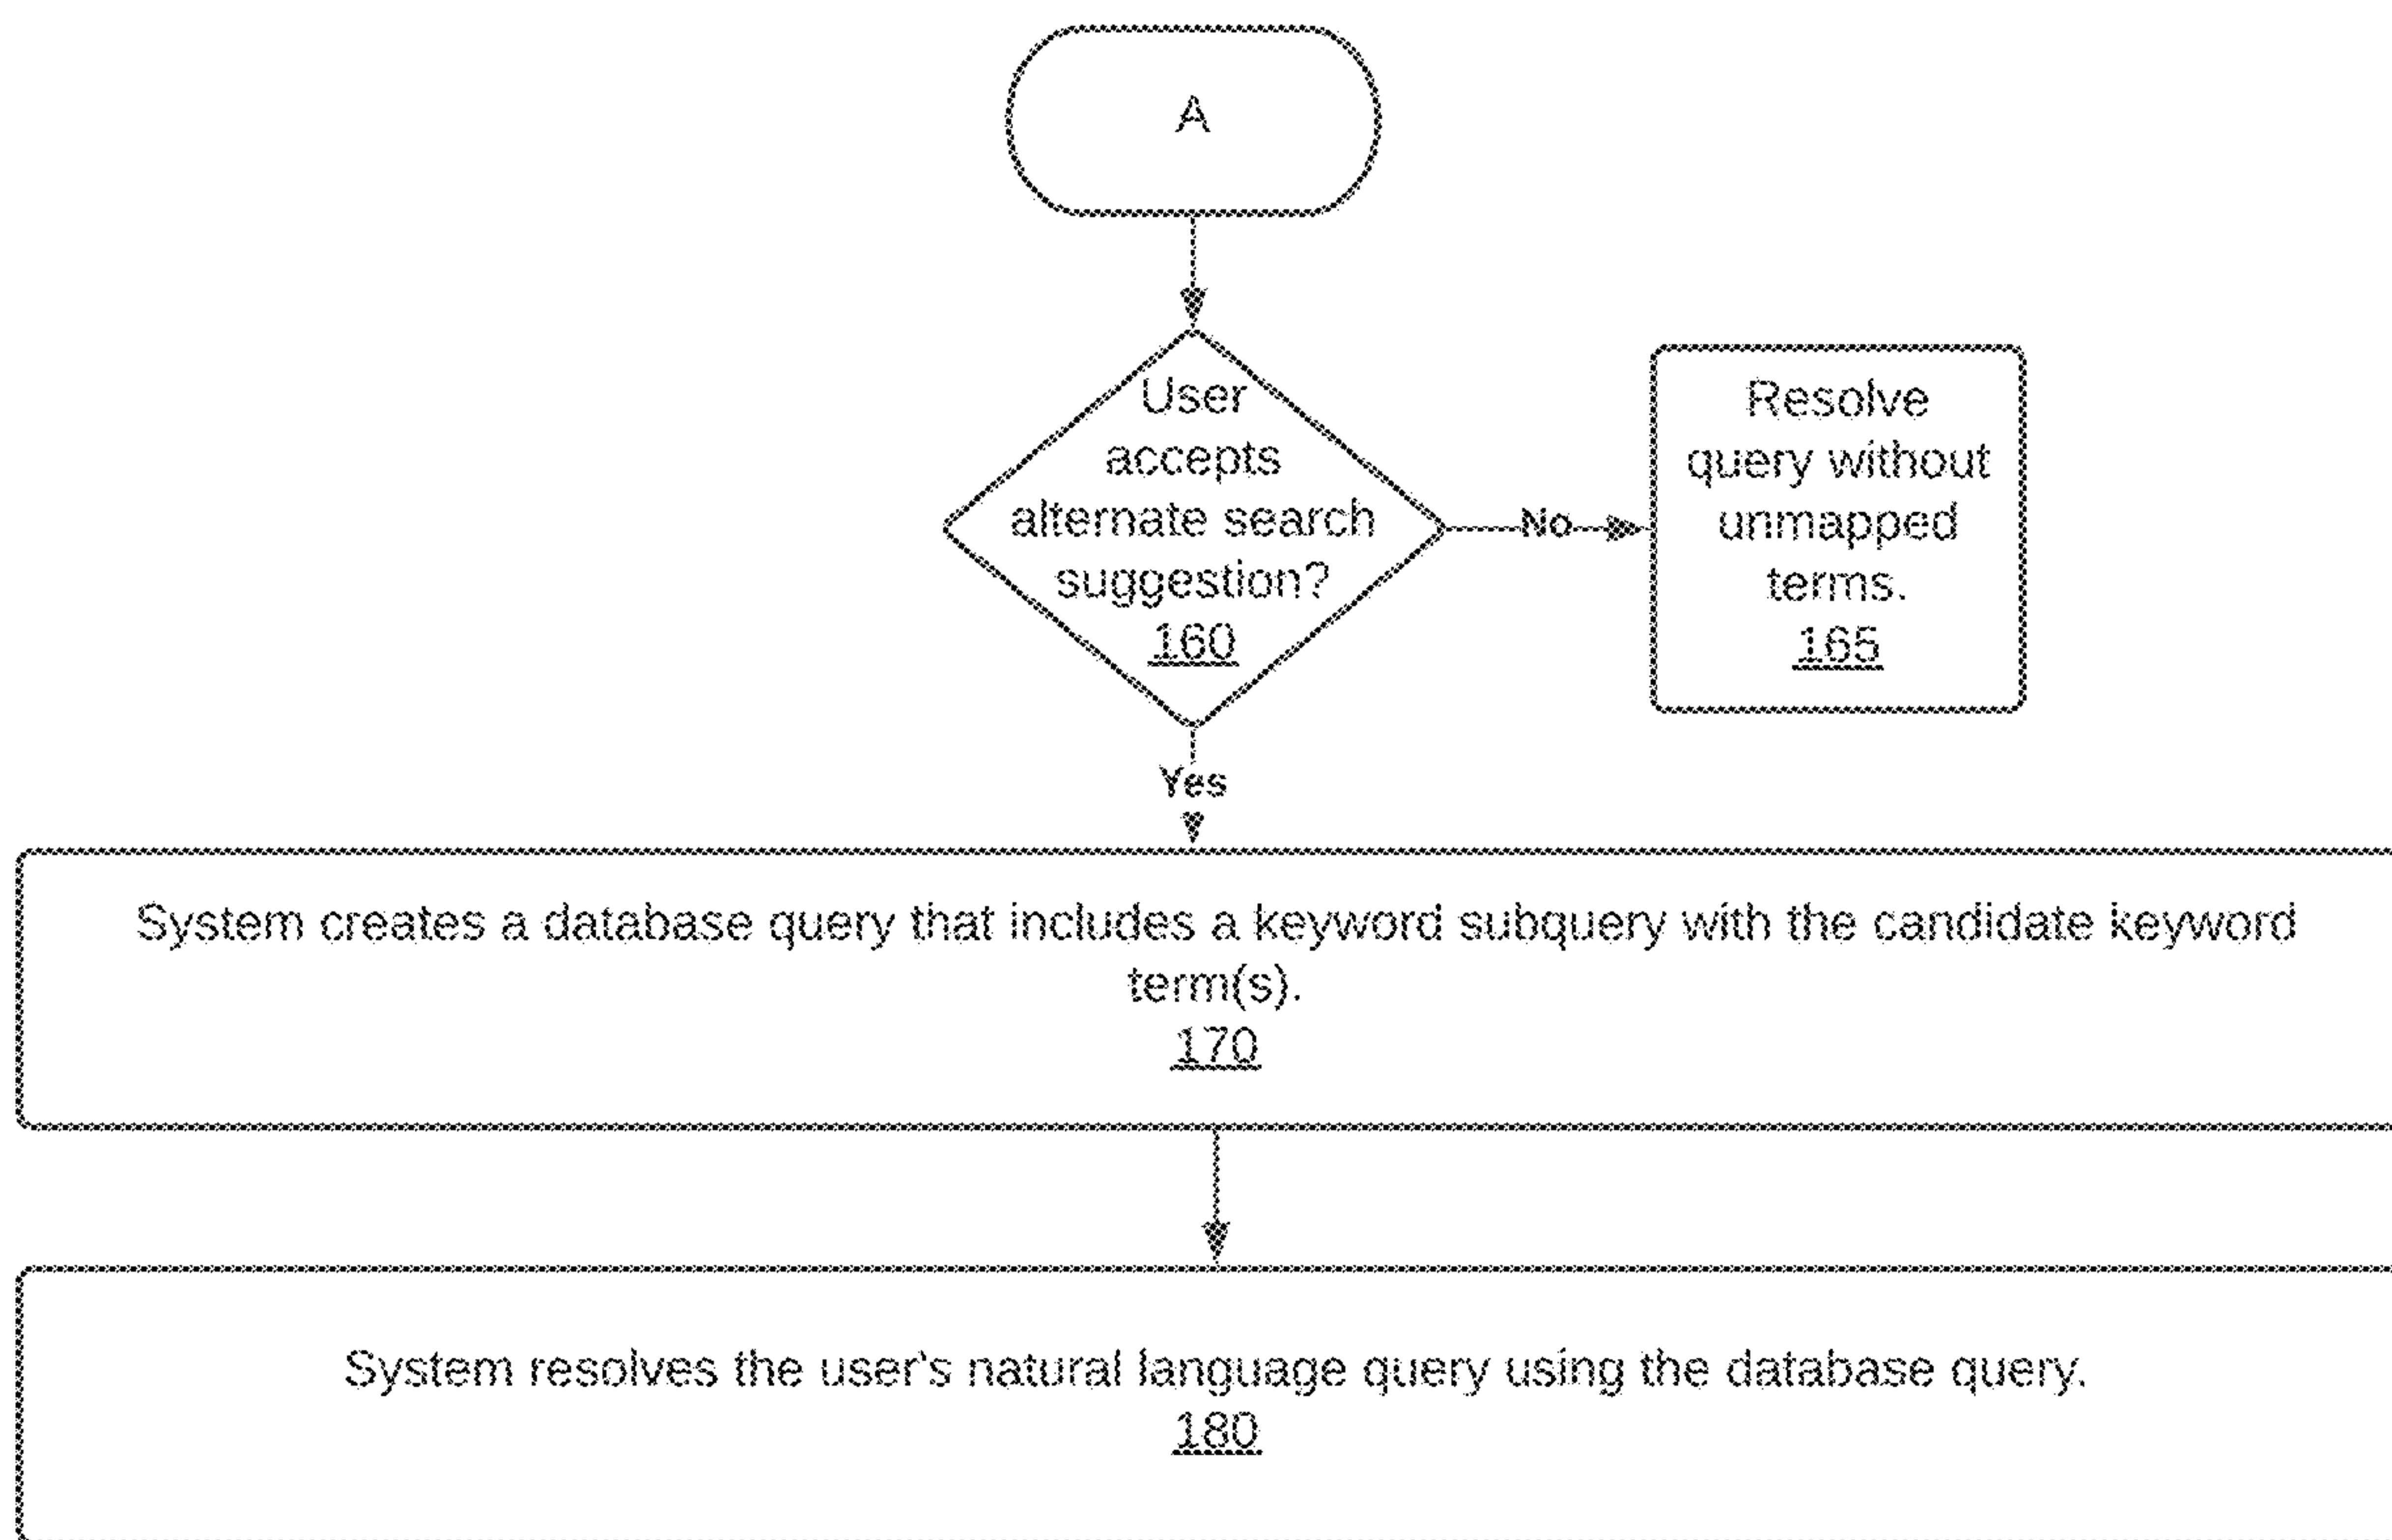 A
User
accepts
alternate search
suggestion?
160
No
Resolve
query without
unmapped
terms.
165
Yes
System creates a database query that includes a keyword subquery with the candidate keyword
term(s).
170
System resolves the user's natural language query using the database query.
180